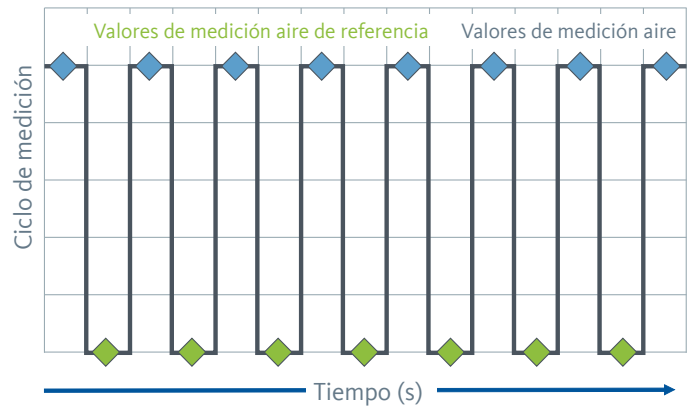 Valores de medición aire de referencia
Valores de medición aire
Ciclo de medición
Tiempo (s)